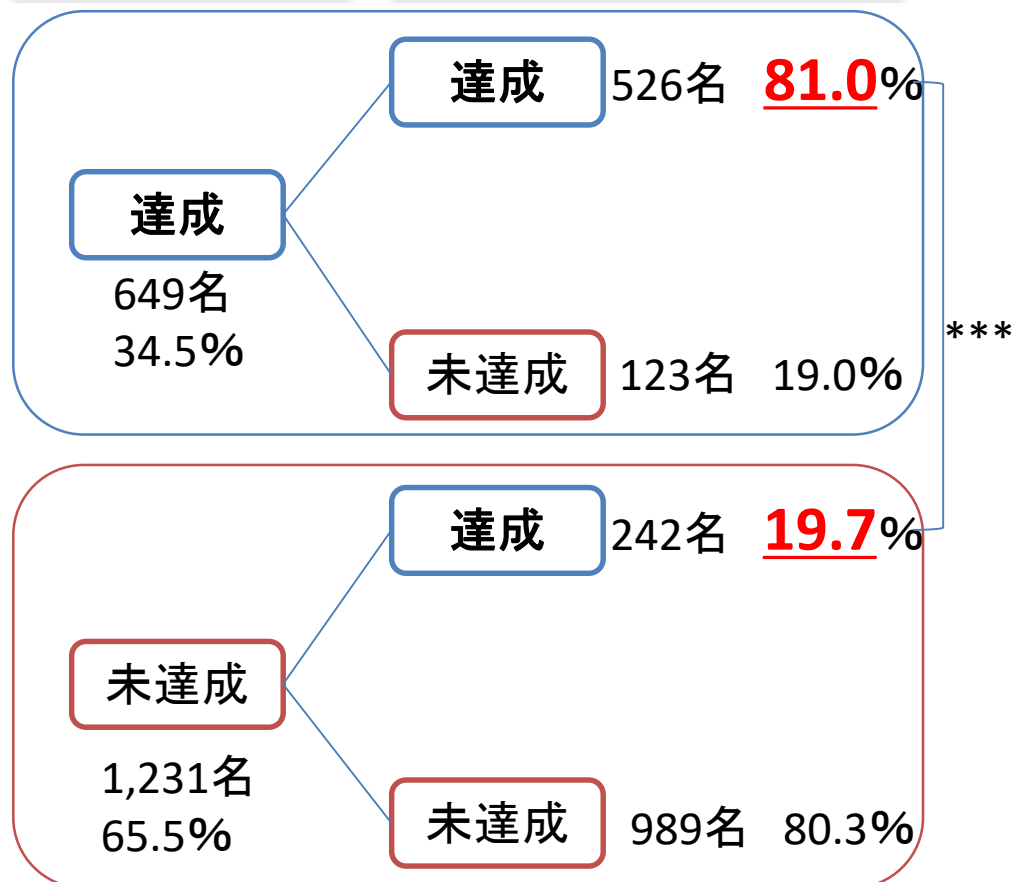 達成 526名 81.0%
達成
649名
34.5%
***
未達成 123名 19.0%
達成 242名 19.7%
未達成
1,231名
65.5%
未達成 989名 80.3%